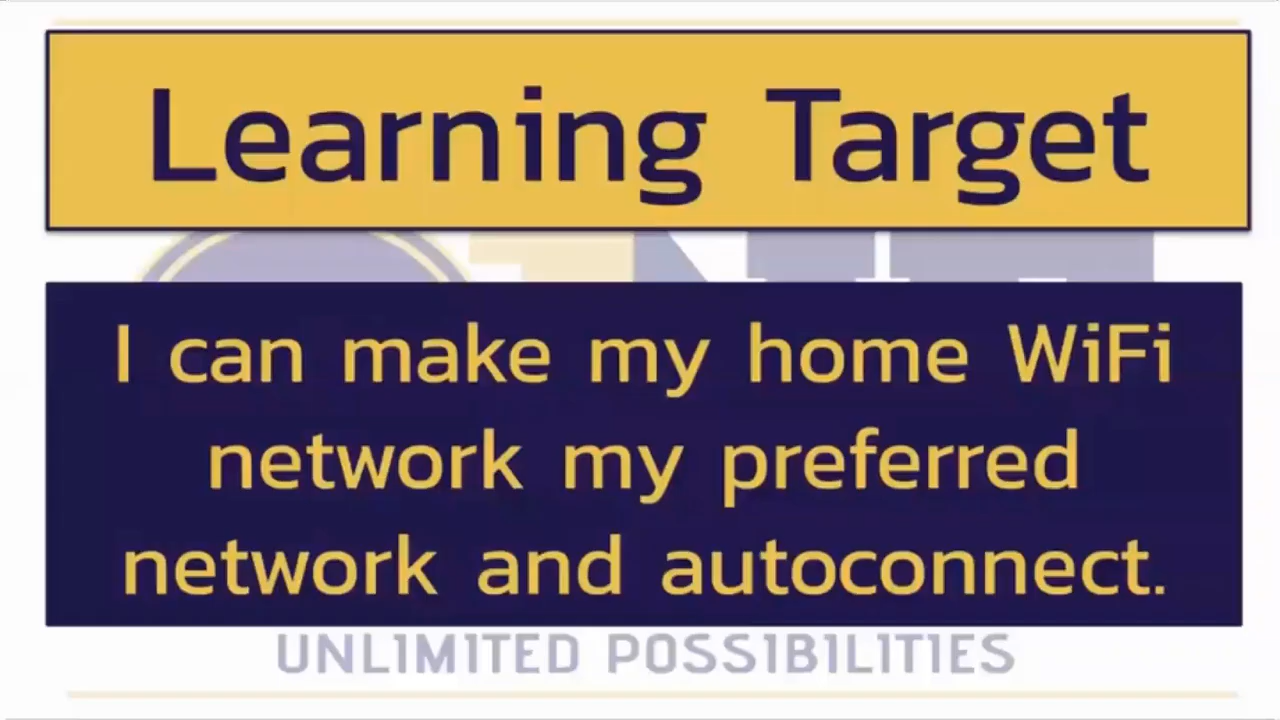 Learning Target
I can make my home WiFi
network my preferred
network and autoconnect.
UNLIMITED POSSIBILITIES